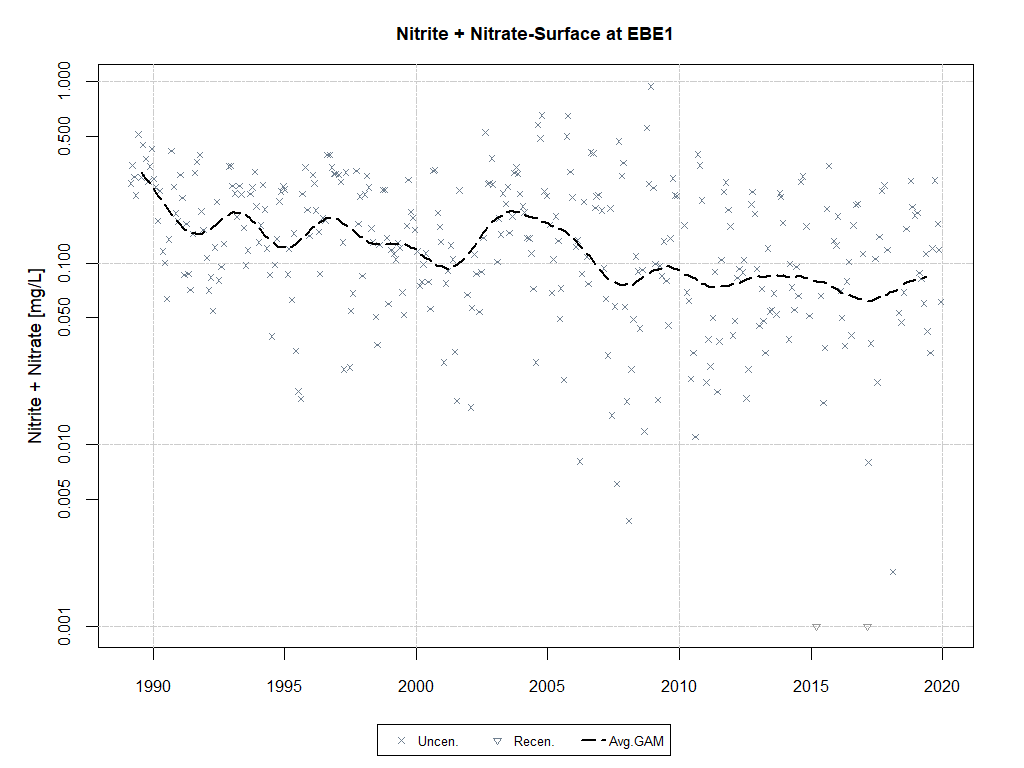 Nitrite + Nitrate-Surface at EBE1
Nitrite + Nitrate [mg/L]
1.000
0.500
0.100
0.050
0.010
0.005
0.001
1990 1995 2000 2005 2010 2015 2020
Uncen. Recen. Avg.GAM